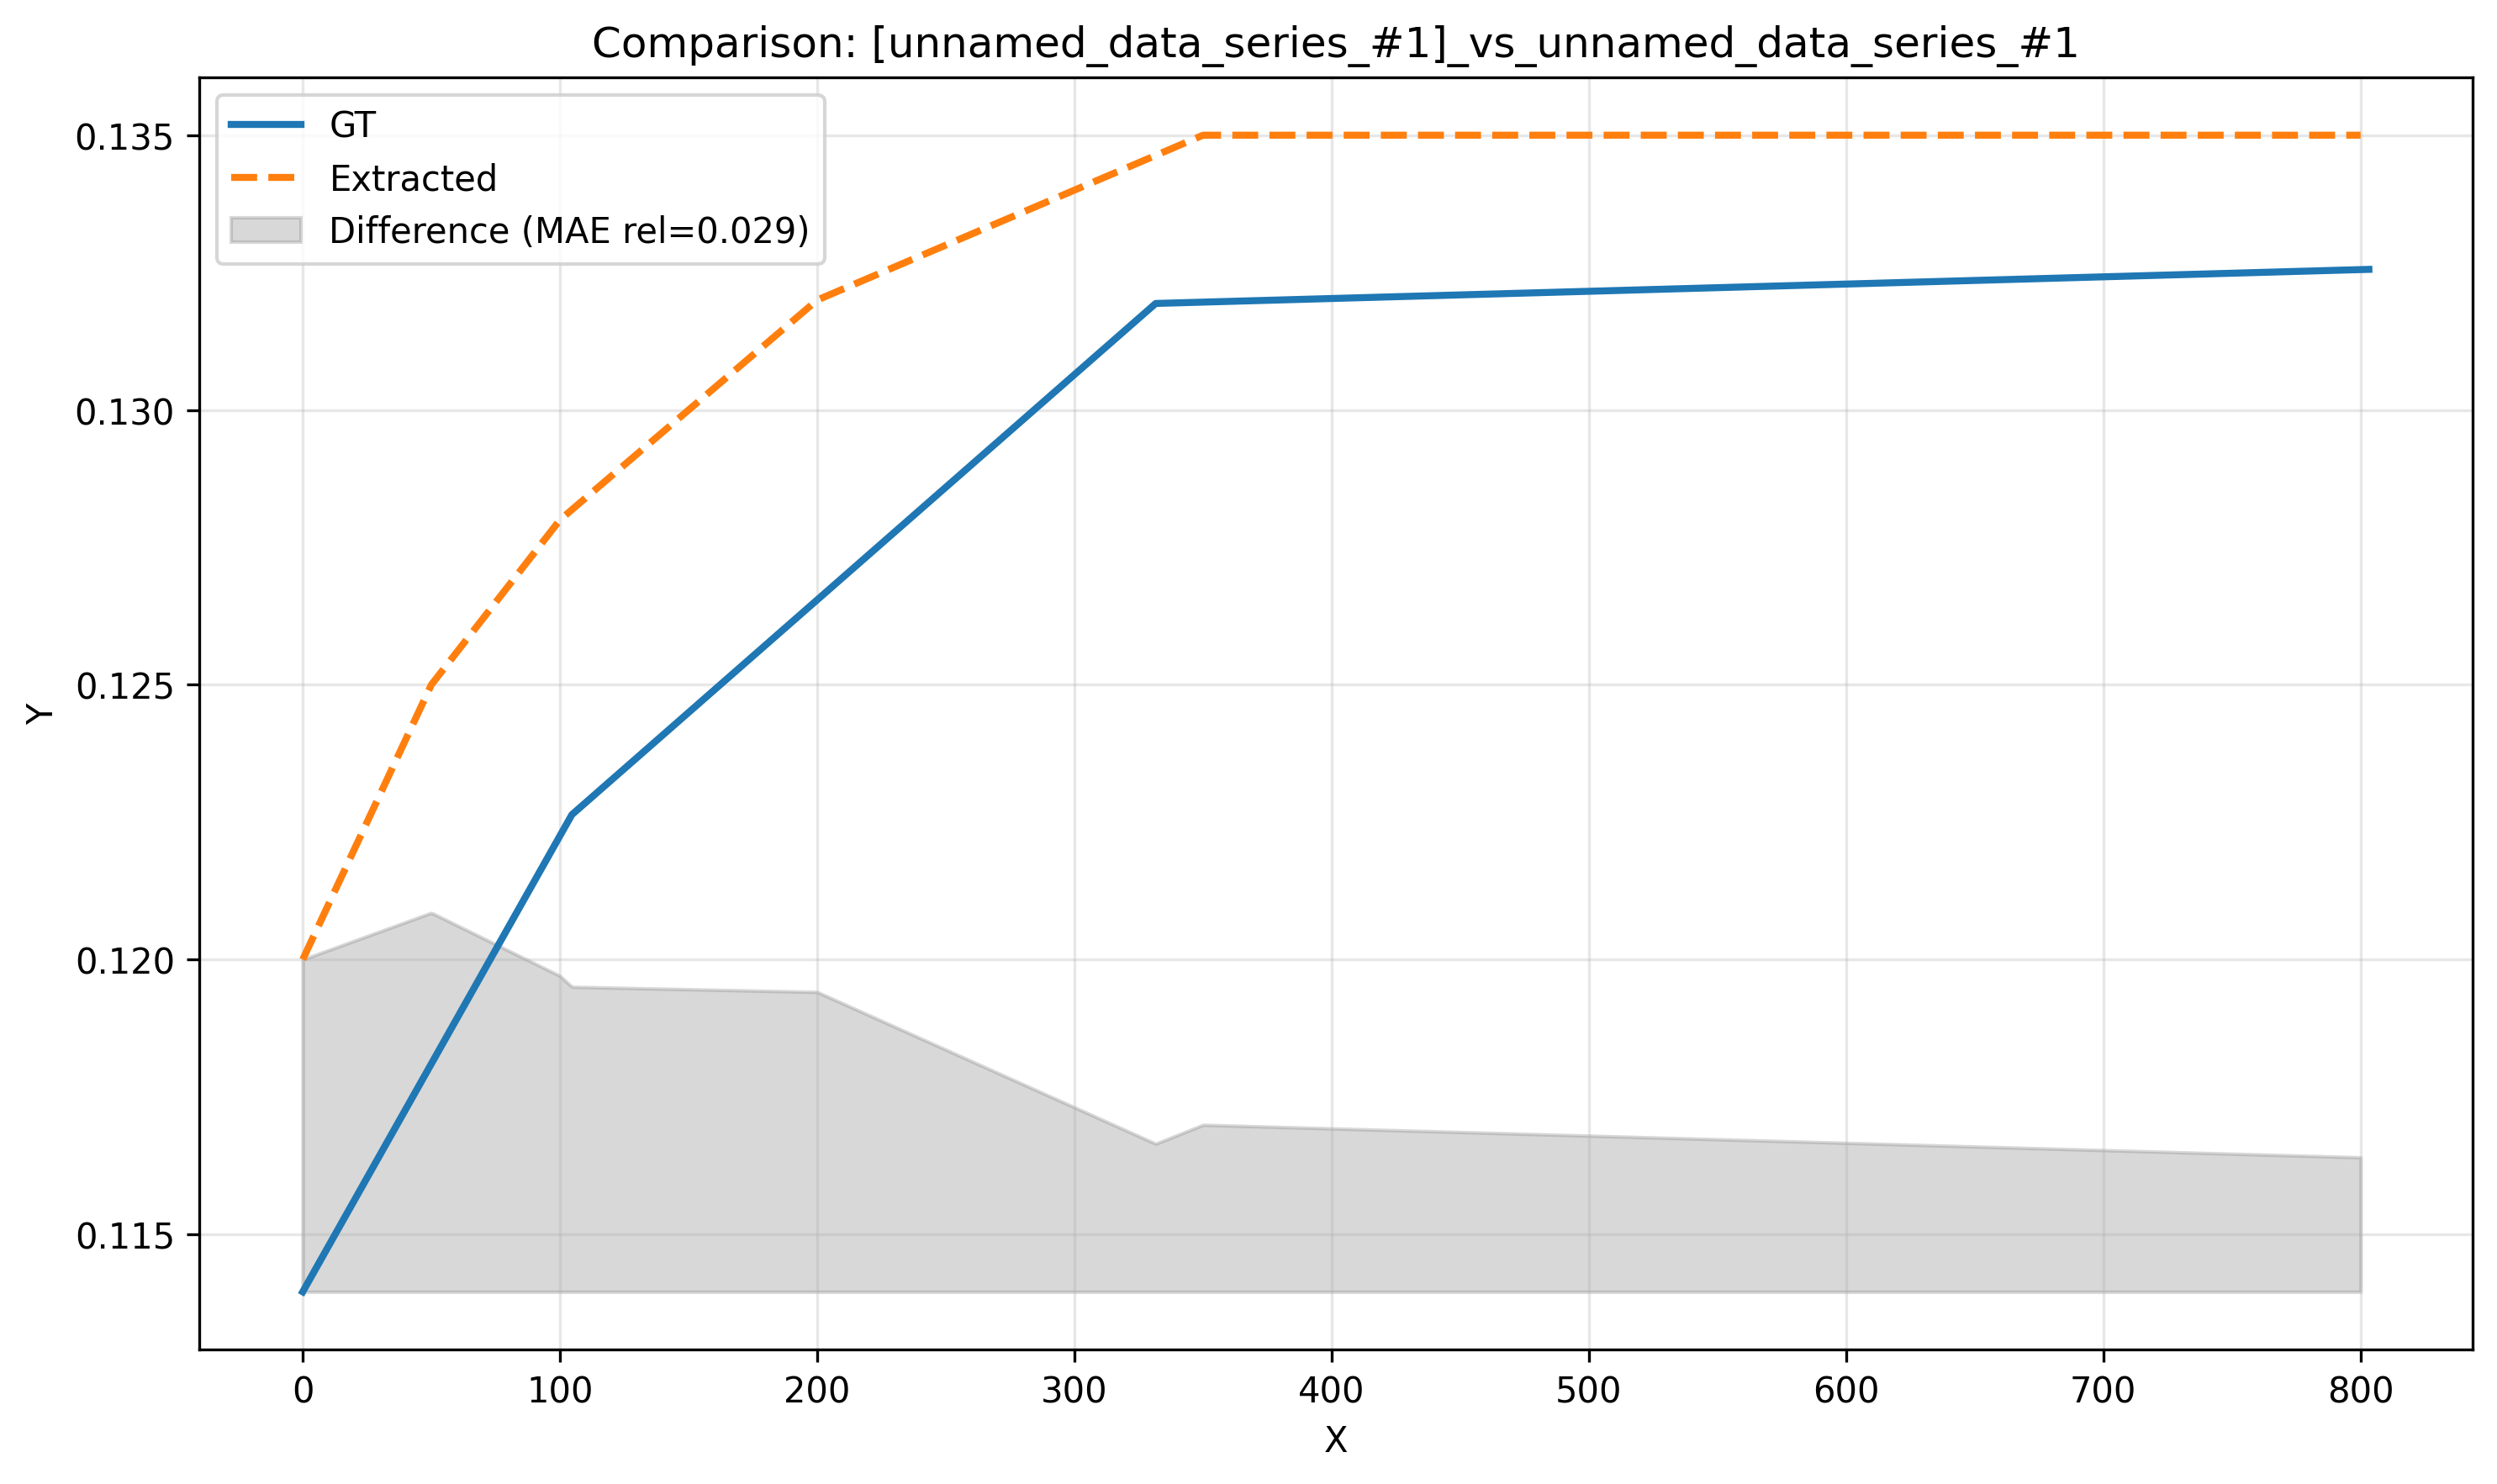 Comparison: [unnamed_data_series_#1]_vs_unnamed_data_series_#1
GT
Extracted
Difference (MAE rel=0.029)
0.135
0.130
0.125
0.120
0.115
Y
0 100 200 300 400 500 600 700 800
X